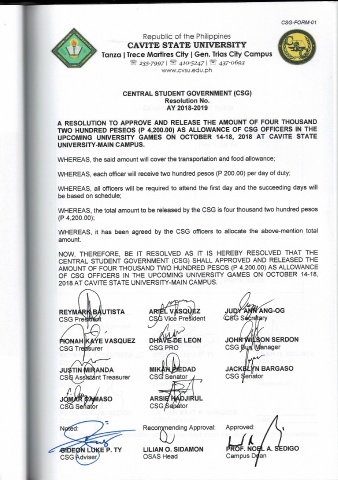 CSG-FORM-01
Republic of the Philippines
CAVITE STATE UNIVERSITY
Tanza | Trece Martires City | Gen. Trias City Campus
☏ 235-7997 | ☏ 410-5247 | ☏ 437-0693
www.cvsu.edu.ph
CENTRAL STUDENT GOVERNMENT (CSG)
Resolution No.
AY 2018-2019
A RESOLUTION TO APPROVE AND RELEASE THE AMOUNT OF FOUR THOUSAND
TWO HUNDRED PESEOS (P 4,200.00) AS ALLOWANCE OF CSG OFFICERS IN THE
UPCOMING UNIVERSITY GAMES ON OCTOBER 14-18, 2018 AT CAVITE STATE
UNIVERSITY-MAIN CAMPUS.
WHEREAS, the said amount will cover the transportation and food allowance;
WHEREAS, each officer will receive two hundred pesos (P 200.00) per day of duty;
WHEREAS, all officers will be required to attend the first day and the succeeding days will
be based on schedule;
WHEREAS, the total amount to be released by the CSG is four thousand two hundred pesos
(P 4,200.00);
WHEREAS, it has been agreed by the CSG officers to allocate the above-mention total
amount.
NOW, THEREFORE, BE IT RESOLVED AS IT IS HEREBY RESOLVED THAT THE
CENTRAL STUDENT GOVERNMENT (CSG) SHALL APPROVED AND RELEASED THE
AMOUNT OF FOUR THOUSAND TWO HUNDRED PESEOS (P 4,200.00) AS ALLOWANCE
OF CSG OFFICERS IN THE UPCOMING UNIVERSITY GAMES ON OCTOBER 14-18,
2018 AT CAVITE STATE UNIVERSITY-MAIN CAMPUS.
REYMARK BAUTISTA ARIEL VASQUEZ JUDY ANN ANG-OG
CSG President CSG Vice President CSG Secretary
FIONAH KAYE VASQUEZ DHAVE DE LEON JOHN WILSON SERDON
CSG Treasurer CSG PRO CSG Bus. Manager
JUSTIN MIRANDA MIKAH PIEDAD JACKELYN BARGASO
CSG Assistant Treasurer CSG Senator CSG Senator
JOMAR DAMASO ARSIE HADJIRUL
CSG Senator CSG Senator
Noted: Recommending Approval: Approved:
GIDEON LUKE P. TY LILIAN O. SIDAMON PROF. NOEL A. SEDIGO
CSG Adviser OSAS Head Campus Dean